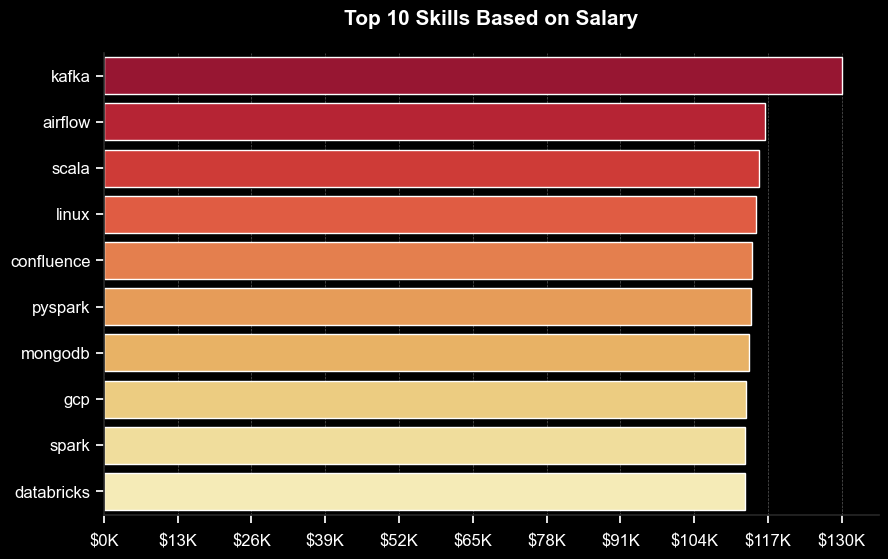 Top 10 Skills Based on Salary
kafka
airflow
scala
linux
confluence
pyspark
mongodb
gcp
spark
databricks
$0K $13K $26K $39K $52K $65K $78K $91K $104K $117K $130K